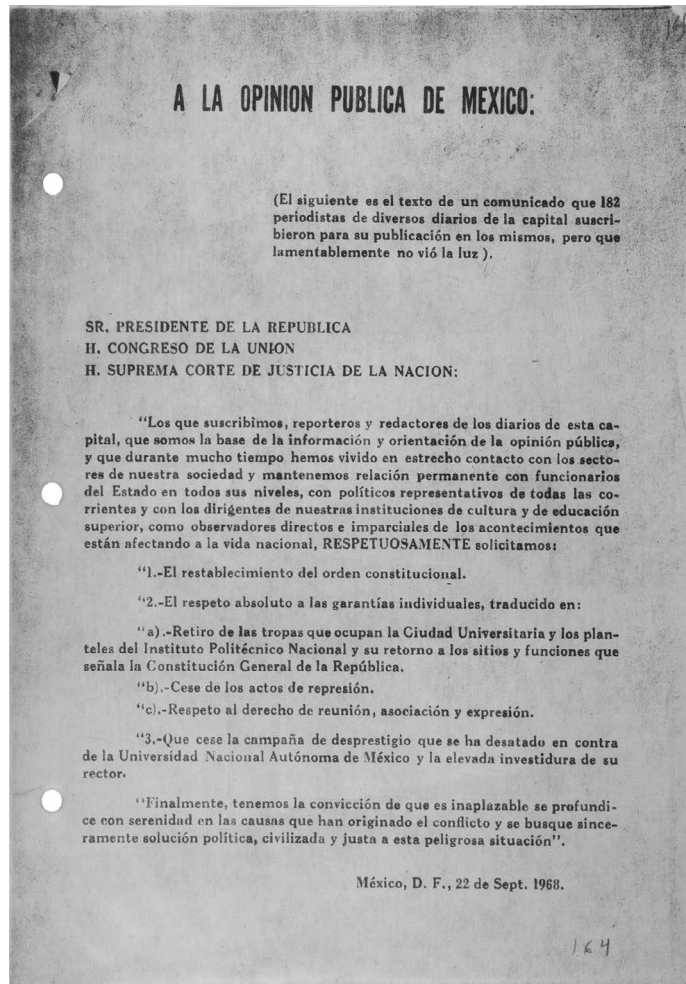 A LA OPINION PUBLICA DE MEXICO:
(El siguiente es el texto de un comunicado que 182
periodistas de diversos diarios de la capital suscri-
bieron para su publicación en los mismos, pero que
lamentablemente no vió la luz ).
SR. PRESIDENTE DE LA REPUBLICA
H. CONGRESO DE LA UNION
H. SUPREMA CORTE DE JUSTICIA DE LA NACION:
"Los que suscribimos, reporteros y redactores de los diarios de esta ca-
pital, que somos la base de la información y orientación de la opinión pública,
y que durante mucho tiempo hemos vivido en estrecho contacto con los secto-
res de nuestra sociedad y mantenemos relación permanente con funcionarios
del Estado en todos sus niveles, con políticos representativos de todas las co-
rrientes y con los dirigentes de nuestras instituciones de cultura y de educación
superior, como observadores directos e imparciales de los acontecimientos que
están afectando a la vida nacional, RESPETUOSAMENTE solicitamos:
"1.-El restablecimiento del orden constitucional.
"2.-El respeto absoluto a las garantías individuales, traducido en:
"a).-Retiro de las tropas que ocupan la Ciudad Universitaria y los plan-
teles del Instituto Politécnico Nacional y su retorno a los sitios y funciones que
señala la Constitución General de la República.
"b).-Cese de los actos de represión.
"c).-Respeto al derecho de reunión, asociación y expresión.
"3.-Que cese la campaña de desprestigio que se ha desatado en contra
de la Universidad Nacional Autónoma de México y la elevada investidura de su
rector.
"Finalmente, tenemos la convicción de que es inaplazable se profundi-
ce con serenidad en las causas que han originado el conflicto y se busque since-
ramente solución política, civilizada y justa a esta peligrosa situación".
México, D. F., 22 de Sept. 1968.
164